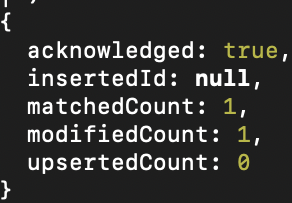 {
  acknowledged: true,
  insertedId: null,
  matchedCount: 1,
  modifiedCount: 1,
  upsertedCount: 0
}